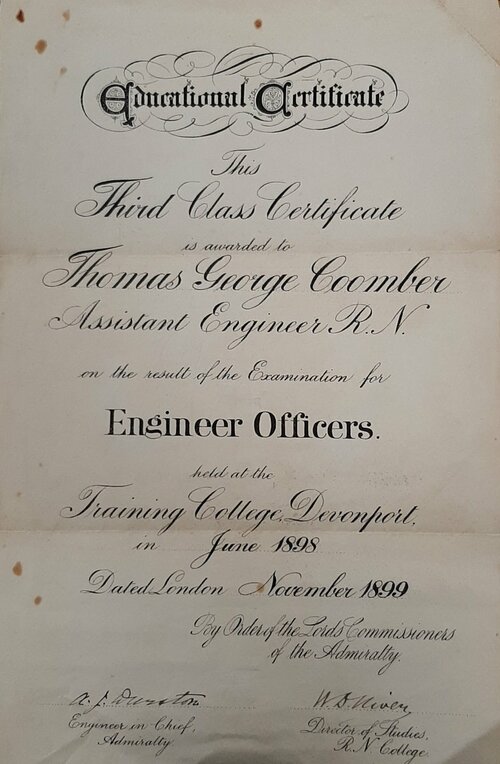 Educational Certificate
This
Third Class Certificate
is awarded to
Thomas George Coomber
Assistant Engineer R.N.
on the result of the Examination for
Engineer Officers.
held at the
Training College, Devonport.
in June 1898
Dated London November 1899
By Order of the Lords Commissioners
of the Admiralty.
A. J. Durston
Engineer in Chief,
Admiralty.
W. D. Niven
Director of Studies,
R.N. College.